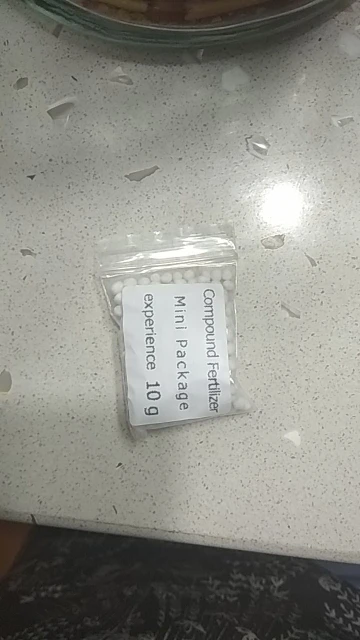 Compound Fertilizer
Mini Package
experience 10 g